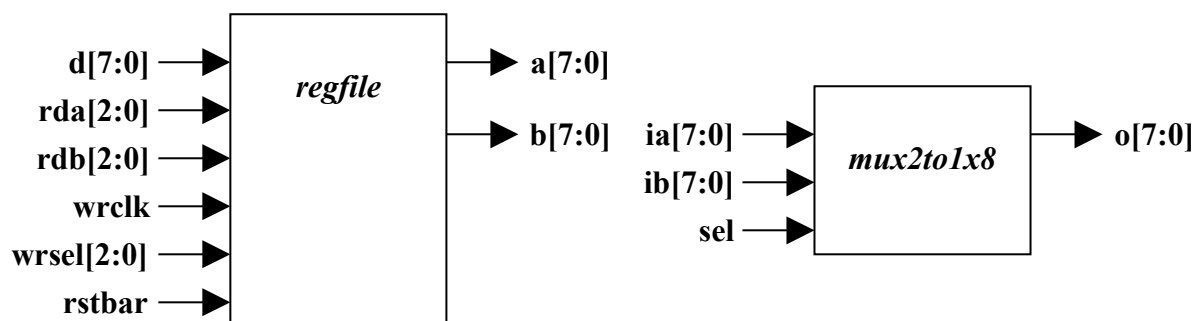 d[7:0]
rda[2:0]
rdb[2:0]
wrclk
wrsel[2:0]
rstbar
regfile
a[7:0]
b[7:0]
ia[7:0]
ib[7:0]
sel
mux2to1x8
o[7:0]